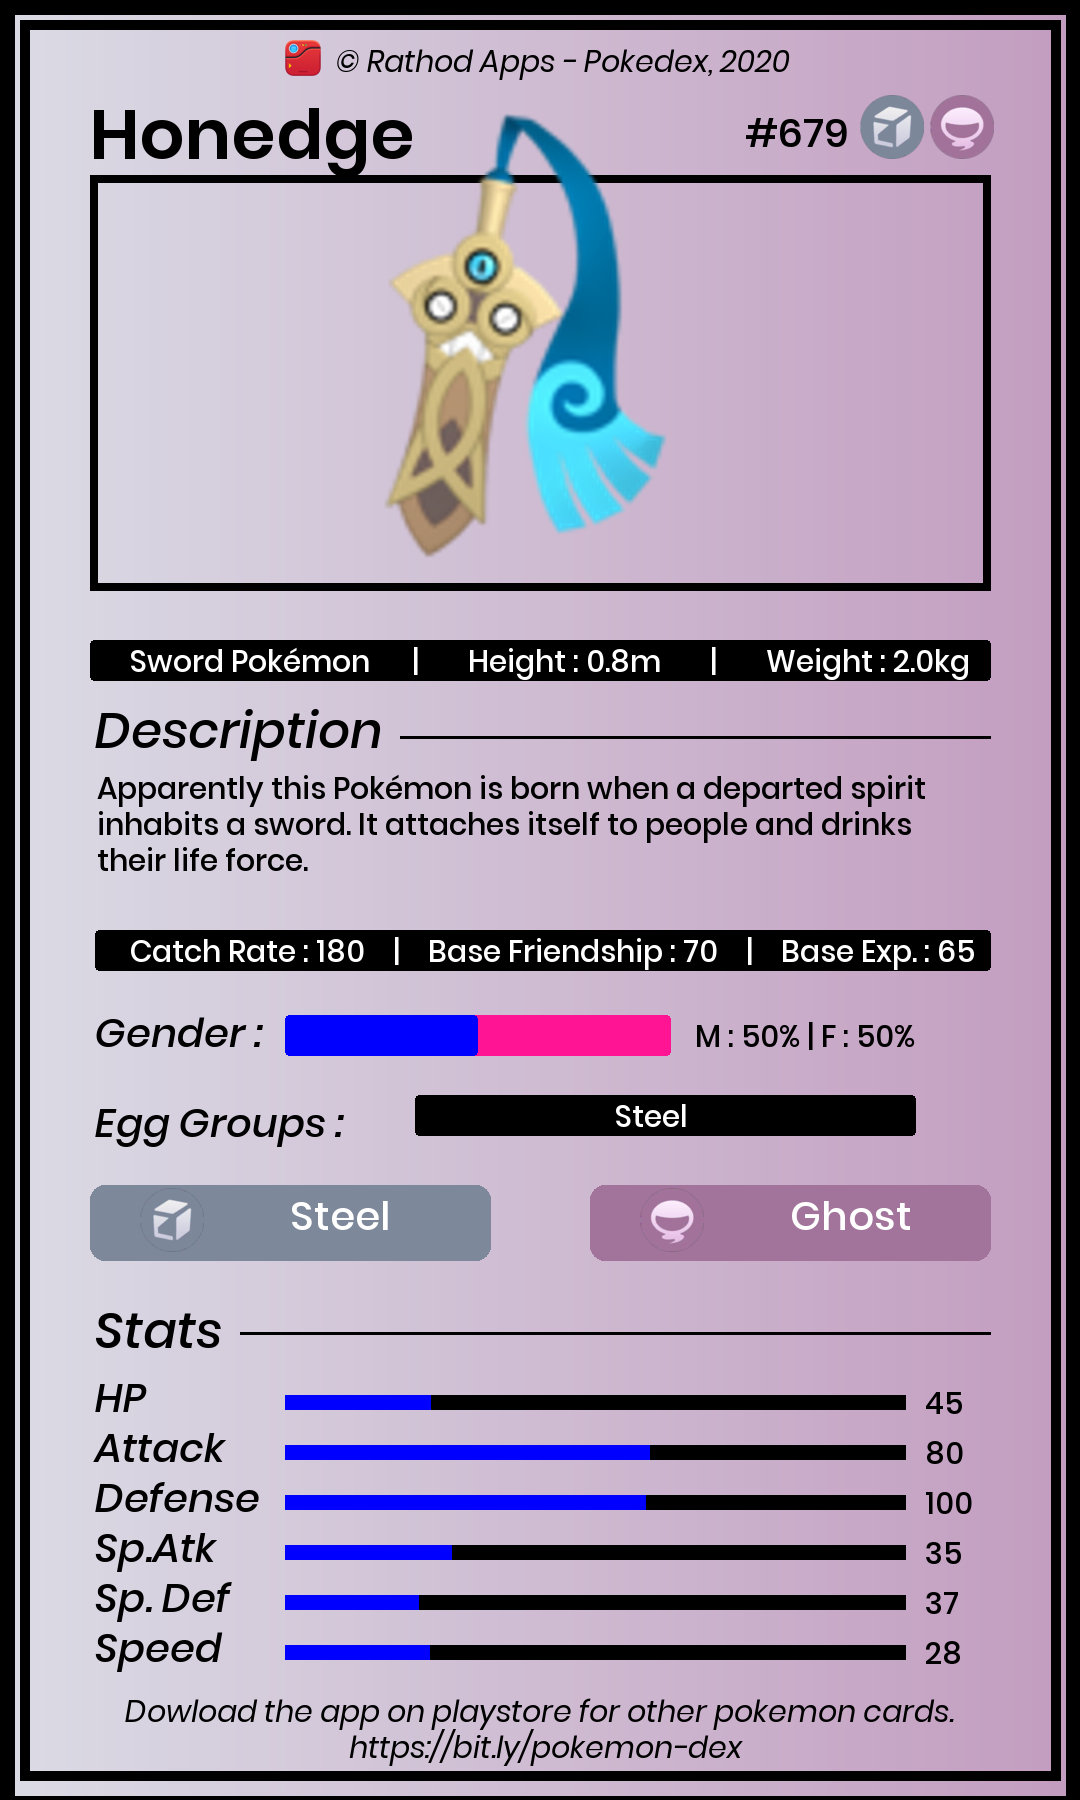 © Rathod Apps - Pokedex, 2020
Honedge #679
Sword Pokémon | Height : 0.8m | Weight : 2.0kg
Description
Apparently this Pokémon is born when a departed spirit
inhabits a sword. It attaches itself to people and drinks
their life force.
Catch Rate : 180 | Base Friendship : 70 | Base Exp. : 65
Gender : M : 50% | F : 50%
Egg Groups : Steel
Steel Ghost
Stats
HP 45
Attack 80
Defense 100
Sp.Atk 35
Sp. Def 37
Speed 28
Dowload the app on playstore for other pokemon cards.
https://bit.ly/pokemon-dex